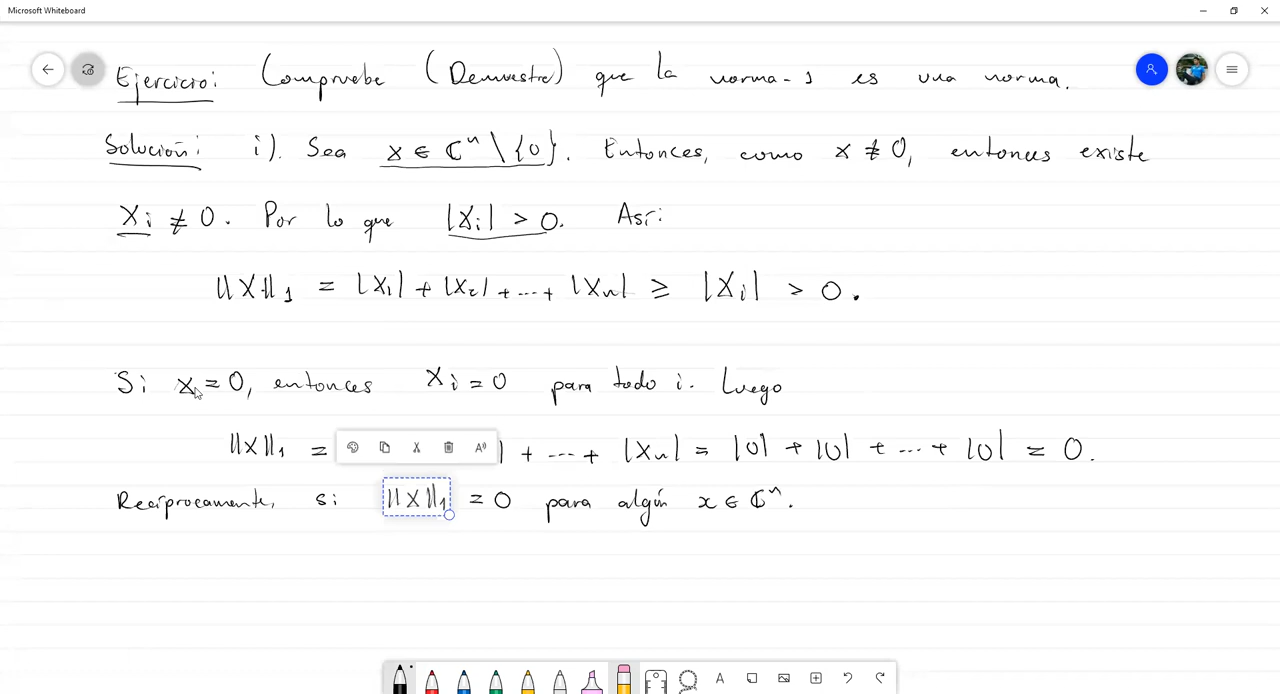 Microsoft Whiteboard
Ejercicio: Compruebe (Demuestre) que la norma-1 es una norma.
Solución: i). Sea x ∈ ℂⁿ \ {0}. Entonces, como x ≠ 0, entonces existe
xᵢ ≠ 0. Por lo que |xᵢ| > 0. Así:
||x||₁ = |x₁| + |x₂| + ... + |xₙ| ≥ |xᵢ| > 0.
Si x = 0, entonces xᵢ = 0 para todo i. Luego
||x||₁ = | + ... + |xₙ| = |0| + |0| + ... + |0| = 0.
Recíprocamente, si ||x||₁ = 0 para algún x ∈ ℂⁿ.